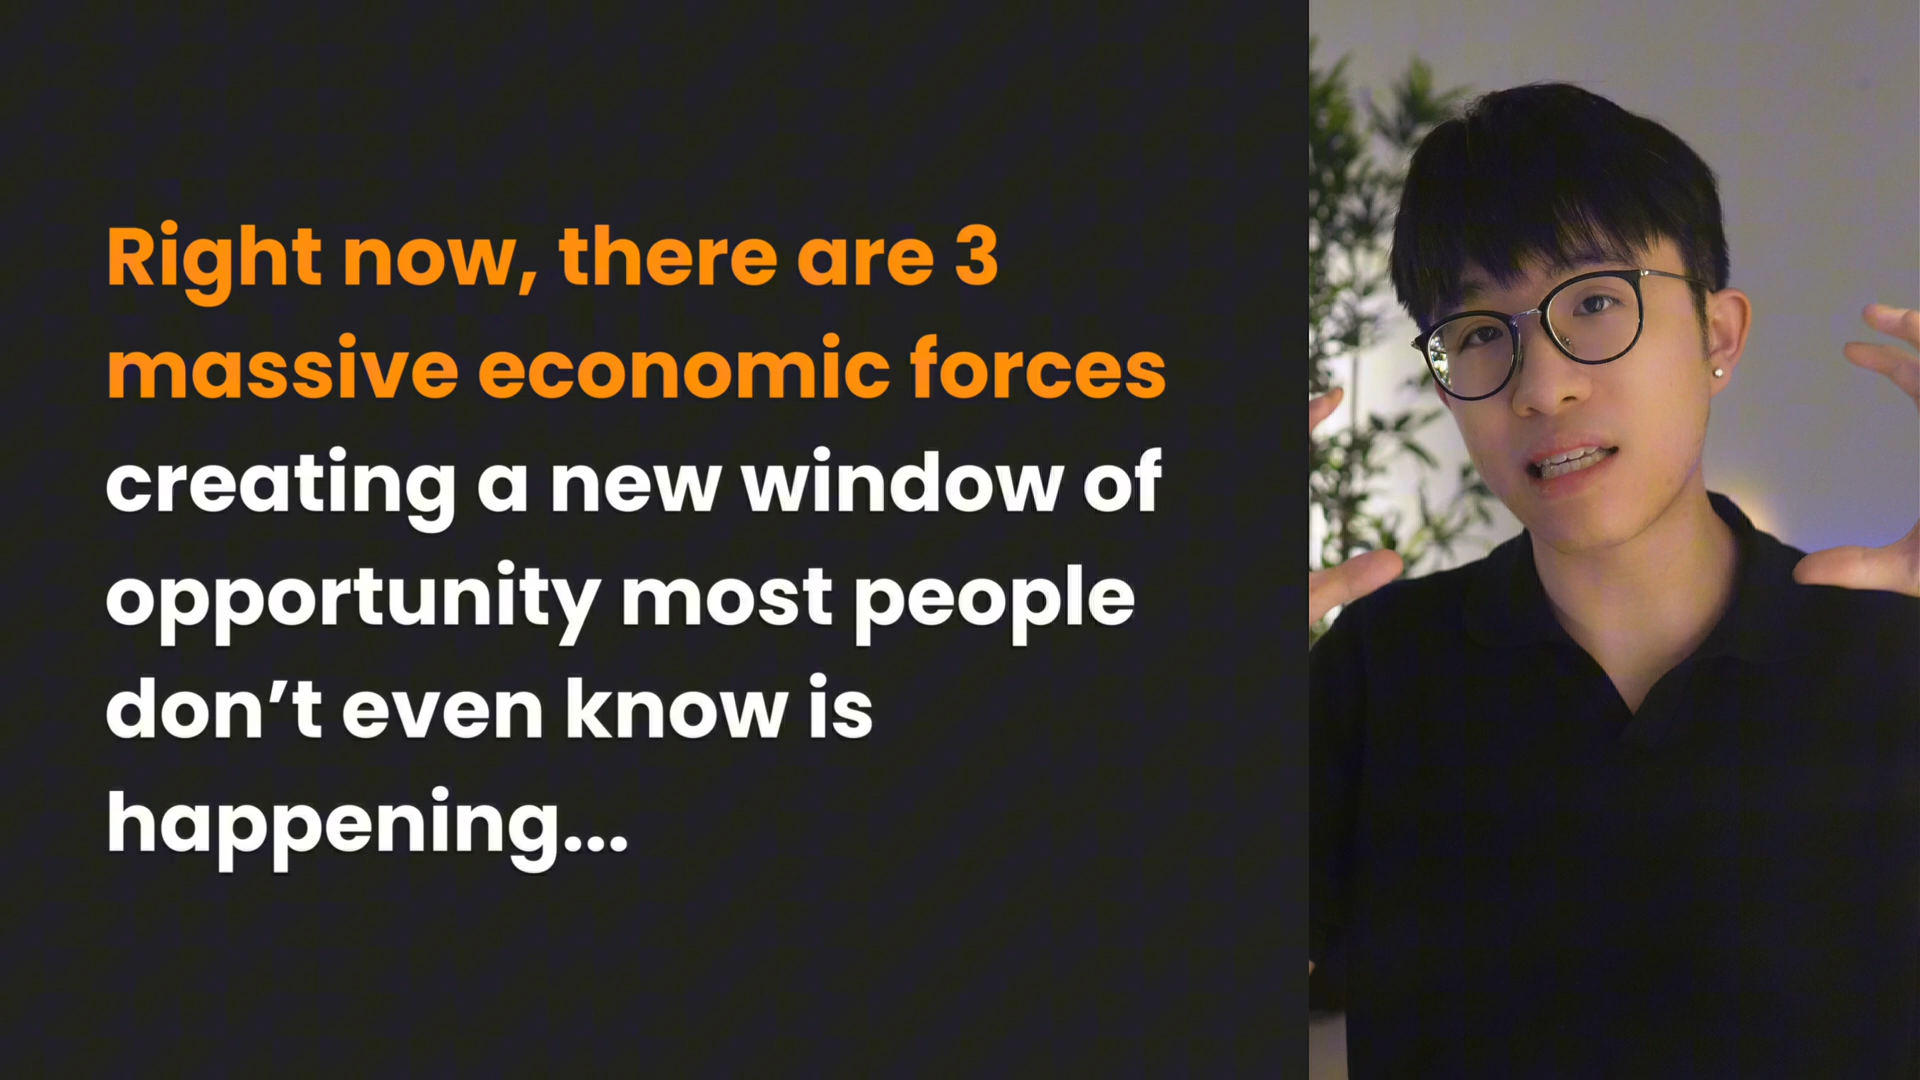 Right now, there are 3
massive economic forces
creating a new window of
opportunity most people
don’t even know is
happening...